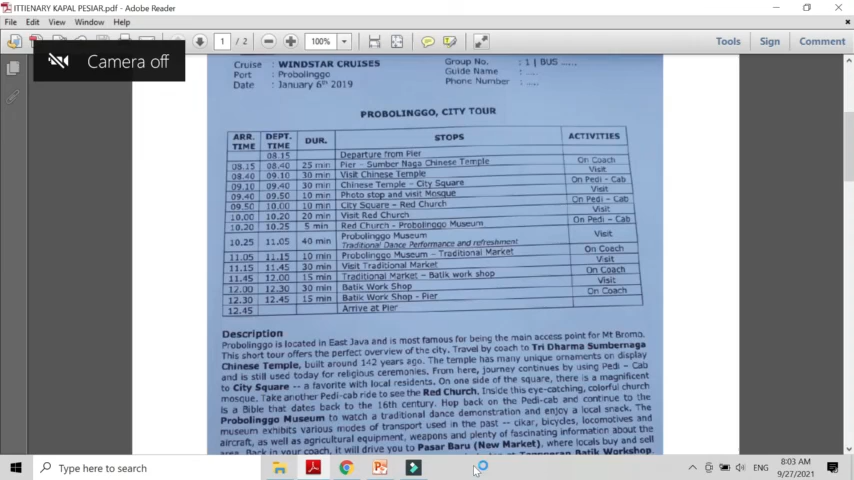 ITTIENARY KAPAL PESIAR.pdf - Adobe Reader
File Edit View Window Help
1 / 2 100% Tools Sign Comment
Camera off
Cruise : WINDSTAR CRUISES Group No. : 1 | BUS .....
Port : Probolinggo Guide Name : ....
Date : January 6th 2019 Phone Number : ....
PROBOLINGGO, CITY TOUR
ARR. TIME DEPT. TIME DUR. STOPS ACTIVITIES
08.15 Departure from Pier
08.15 08.40 25 min Pier - Sumber Naga Chinese Temple On Coach
08.40 09.10 30 min Visit Chinese Temple Visit
09.10 09.40 30 min Chinese Temple - City Square On Pedi - Cab
09.40 09.50 10 min Photo stop and visit Mosque Visit
09.50 10.00 10 min City Square - Red Church On Pedi - Cab
10.00 10.20 20 min Visit Red Church Visit
10.20 10.25 5 min Red Church - Probolinggo Museum On Pedi - Cab
10.25 11.05 40 min Probolinggo Museum Visit
Traditional Dance Performance and refreshment
11.05 11.15 10 min Probolinggo Museum - Traditional Market On Coach
11.15 11.45 30 min Visit Traditional Market Visit
11.45 12.00 15 min Traditional Market - Batik work shop On Coach
12.00 12.30 30 min Batik Work Shop Visit
12.30 12.45 15 min Batik Work Shop - Pier On Coach
12.45 Arrive at Pier
Description
Probolinggo is located in East Java and is most famous for being the main access point for Mt Bromo.
This short tour offers the perfect overview of the city. Travel by coach to Tri Dharma Sumbernaga
Chinese Temple, built around 142 years ago. The temple has many unique ornaments on display
and is still used today for religious ceremonies. From here, journey continues by using Pedi - Cab
to City Square -- a favorite with local residents. On one side of the square, there is a magnificent
mosque. Take another Pedi-cab ride to see the Red Church. Inside this eye-catching, colorful church
is a Bible that dates back to the 16th century. Hop back on the Pedi-cab and continue to the
Probolinggo Museum to watch a traditional dance demonstration and enjoy a local snack. The
museum exhibits various modes of transport used in the past -- cikar, bicycles, locomotives and
aircraft, as well as agricultural equipment, weapons and plenty of fascinating information about the
area. Back in your coach, it will drive you to Pasar Baru (New Market), where locals buy and sell
Batik Workshop.
Type here to search
ENG 8:03 AM
9/27/2021